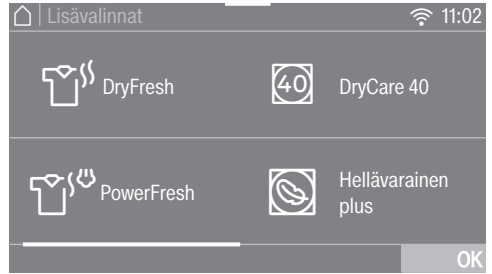 Lisävalinnat 11:02
DryFresh
40 DryCare 40
PowerFresh
Hellävarainen
plus
OK